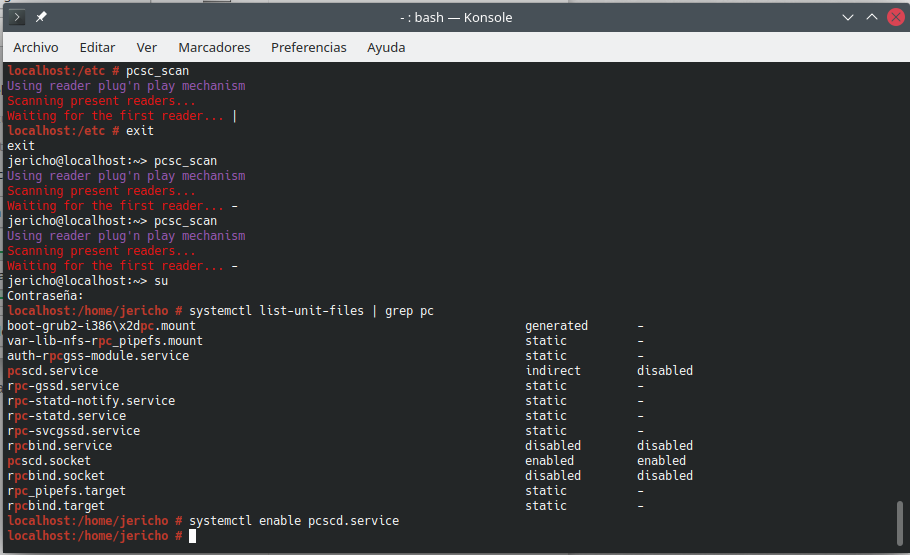 - : bash — Konsole
Archivo Editar Ver Marcadores Preferencias Ayuda
localhost:/etc # pcsc_scan
Using reader plug'n play mechanism
Scanning present readers...
Waiting for the first reader... |
localhost:/etc # exit
exit
jericho@localhost:~> pcsc_scan
Using reader plug'n play mechanism
Scanning present readers...
Waiting for the first reader... -
jericho@localhost:~> pcsc_scan
Using reader plug'n play mechanism
Scanning present readers...
Waiting for the first reader... -
jericho@localhost:~> su
Contraseña:
localhost:/home/jericho # systemctl list-unit-files | grep pc
boot-grub2-i386\x2dpc.mount generated -
var-lib-nfs-rpc_pipefs.mount static -
auth-rpcgss-module.service static -
pcscd.service indirect disabled
rpc-gssd.service static -
rpc-statd-notify.service static -
rpc-statd.service static -
rpc-svcgssd.service static -
rpcbind.service disabled disabled
pcscd.socket enabled enabled
rpcbind.socket disabled disabled
rpc_pipefs.target static -
rpcbind.target static -
localhost:/home/jericho # systemctl enable pcscd.service
localhost:/home/jericho #